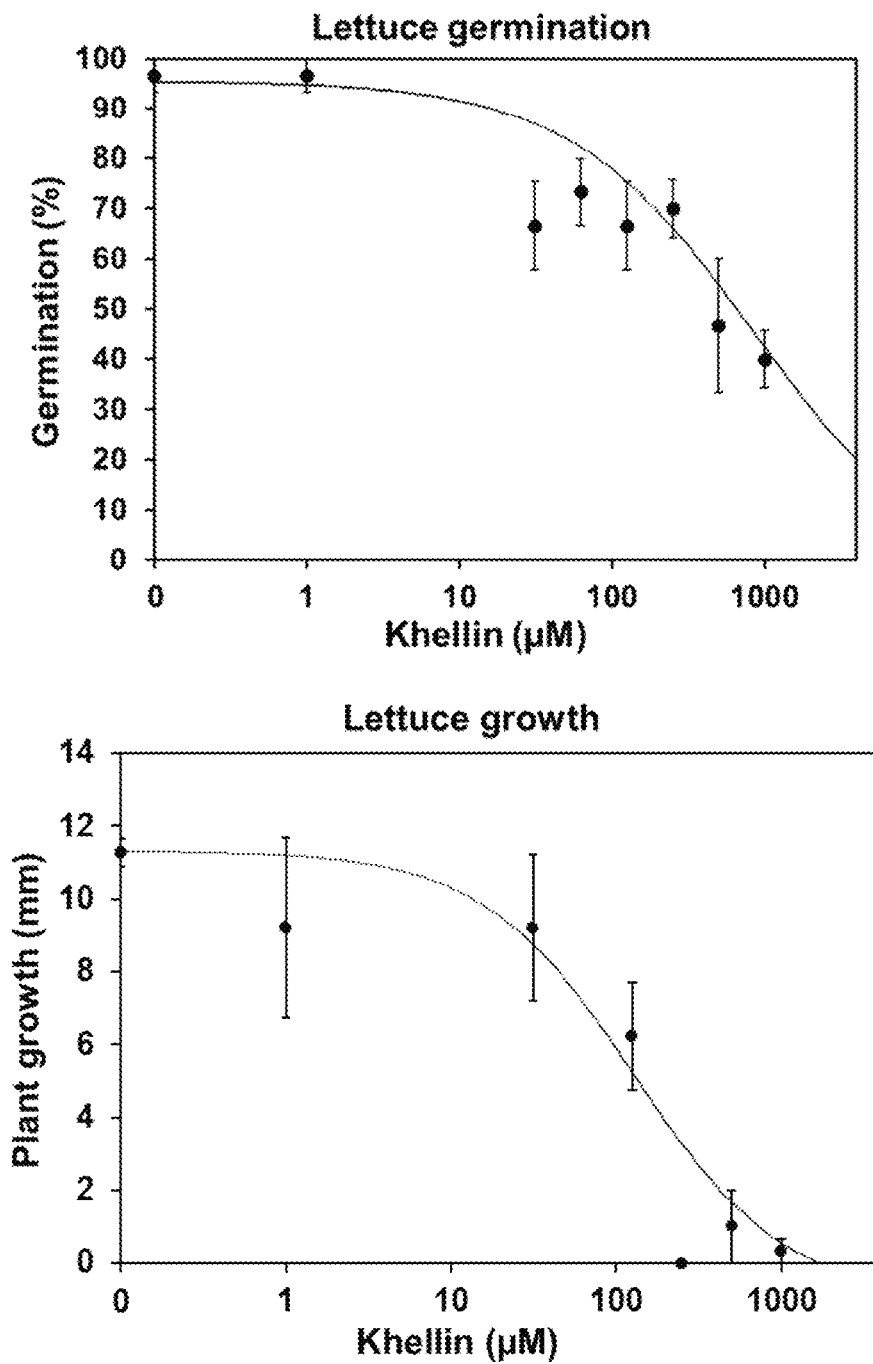 Lettuce germination
100
90
80
70
60
50
40
30
20
10
0
Germination (%)
0 1 10 100 1000
Khellin (µM)
Lettuce growth
14
12
10
8
6
4
2
0
Plant growth (mm)
0 1 10 100 1000
Khellin (µM)